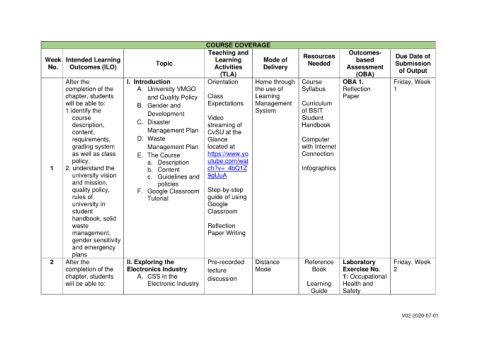 COURSE COVERAGE
Week No.
Intended Learning Outcomes (ILO)
Topic
Teaching and Learning Activities (TLA)
Mode of Delivery
Resources Needed
Outcomes-based Assessment (OBA)
Due Date of Submission of Output
1
After the
completion of the
chapter, students
will be able to:
1.identify the
course
description,
content,
requirements,
grading system
as well as class
policy;
2. understand the
university vision
and mission,
quality policy,
rules of
university in
student
handbook, solid
waste
management,
gender sensitivity
and emergency
plans
I. Introduction
A. University VMGO
and Quality Policy
B. Gender and
Development
C. Disaster
Management Plan
D. Waste
Management Plan
E. The Course
a. Description
b. Content
c. Guidelines and
policies
F. Google Classroom
Tutorial
Orientation
Class
Expectations
Video
streaming of
CvSU at the
Glance
located at
https://www.yo
utube.com/wat
Step-by-step
guide of using
Google
Classroom
Reflection
Paper Writing
Home through
the use of
Learning
Management
System
Course
Syllabus
Curriculum
of BSIT
Student
Handbook
Computer
with Internet
Connection
Infographics
OBA 1.
Reflection
Paper
Friday, Week
1
2
After the
completion of the
chapter, students
will be able to:
II. Exploring the
Electronics Industry
A. CSS in the
Electronic Industry
Pre-recorded
lecture
discussion
Distance
Mode
Reference
Book
Learning
Guide
Laboratory
Exercise No.
1: Occupational
Health and
Safety
Friday, Week
2
V02-2020-07-01